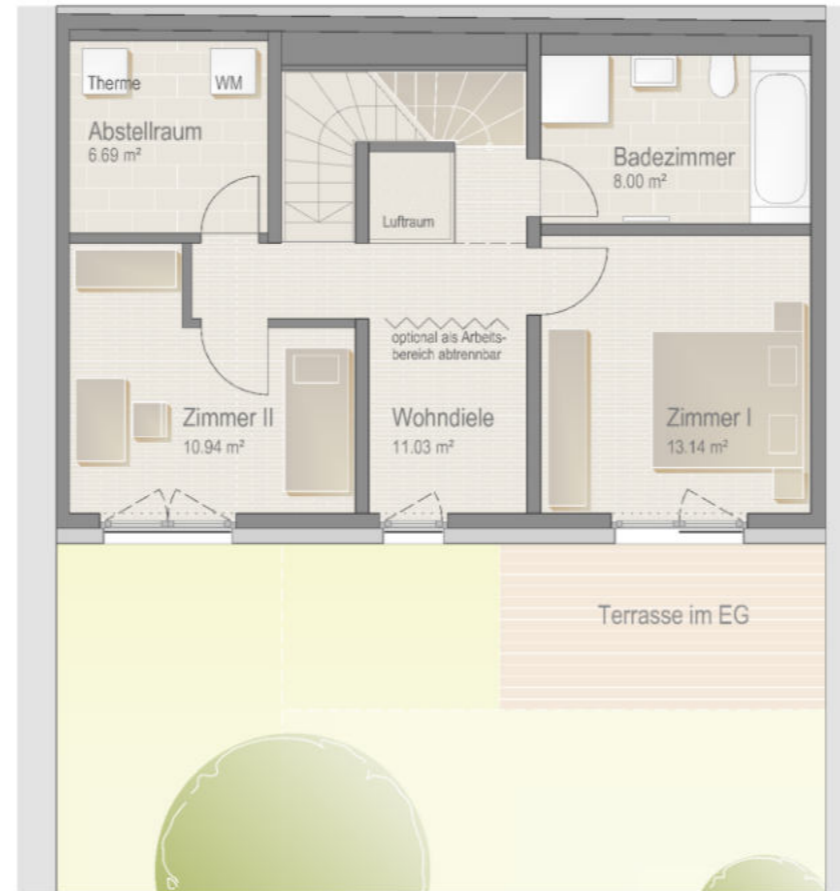 Therme
WM
Abstellraum
6.69 m²
Badezimmer
8.00 m²
Luftraum
optional als Arbeits-
bereich abtrennbar
Zimmer II
10.94 m²
Wohndiele
11.03 m²
Zimmer I
13.14 m²
Terrasse im EG